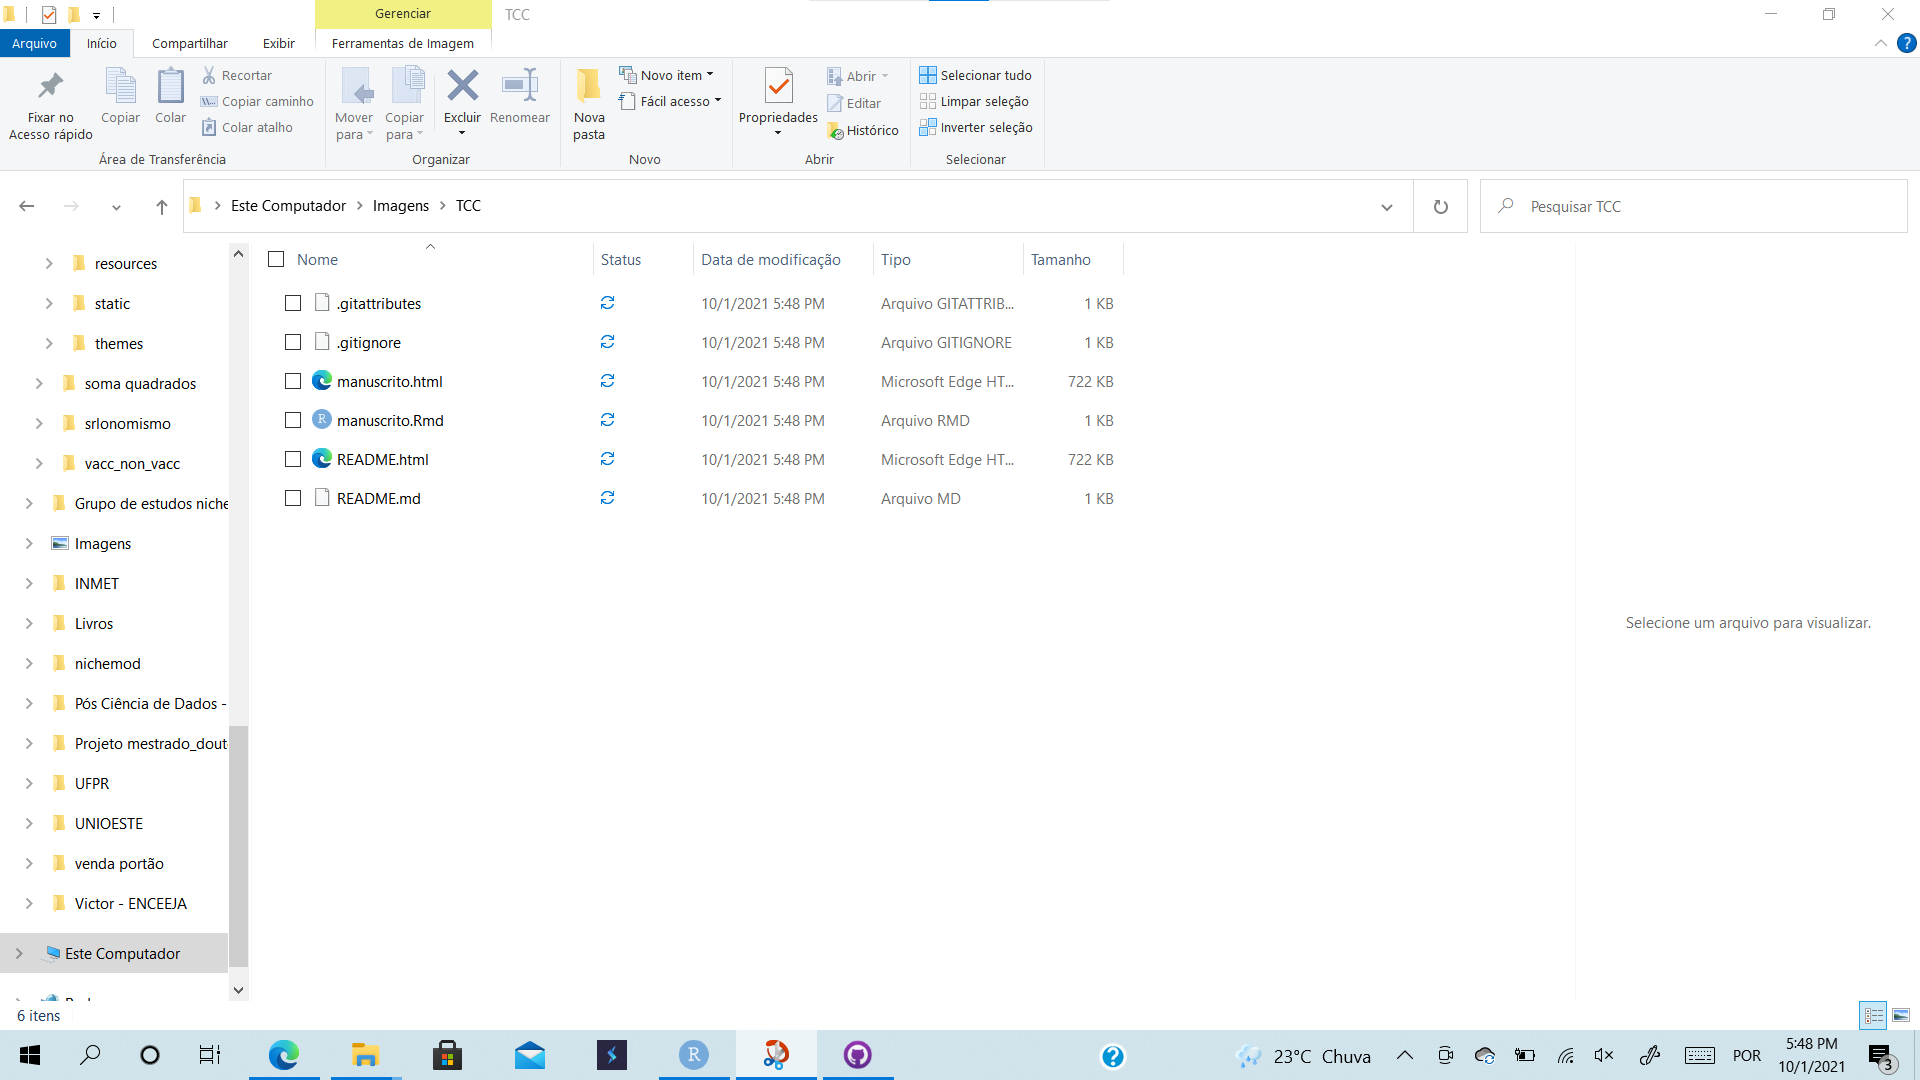 Gerenciar
TCC
Arquivo
Início
Compartilhar
Exibir
Ferramentas de Imagem
Fixar no
Acesso rápido
Copiar
Colar
Recortar
Copiar caminho
Colar atalho
Área de Transferência
Mover
para
Copiar
para
Excluir
Renomear
Organizar
Nova
pasta
Novo item
Fácil acesso
Novo
Propriedades
Abrir
Editar
Histórico
Abrir
Selecionar tudo
Limpar seleção
Inverter seleção
Selecionar
Este Computador > Imagens > TCC
Pesquisar TCC
resources
static
themes
soma quadrados
srlonomismo
vacc_non_vacc
Grupo de estudos niche
Imagens
INMET
Livros
nichemod
Pós Ciência de Dados -
Projeto mestrado_dout
UFPR
UNIOESTE
venda portão
Victor - ENCEEJA
Este Computador
Nome Status Data de modificação Tipo Tamanho
.gitattributes 10/1/2021 5:48 PM Arquivo GITATTRIB... 1 KB
.gitignore 10/1/2021 5:48 PM Arquivo GITIGNORE 1 KB
manuscrito.html 10/1/2021 5:48 PM Microsoft Edge HT... 722 KB
manuscrito.Rmd 10/1/2021 5:48 PM Arquivo RMD 1 KB
README.html 10/1/2021 5:48 PM Microsoft Edge HT... 722 KB
README.md 10/1/2021 5:48 PM Arquivo MD 1 KB
Selecione um arquivo para visualizar.
6 itens
23°C Chuva
POR
5:48 PM
10/1/2021
3